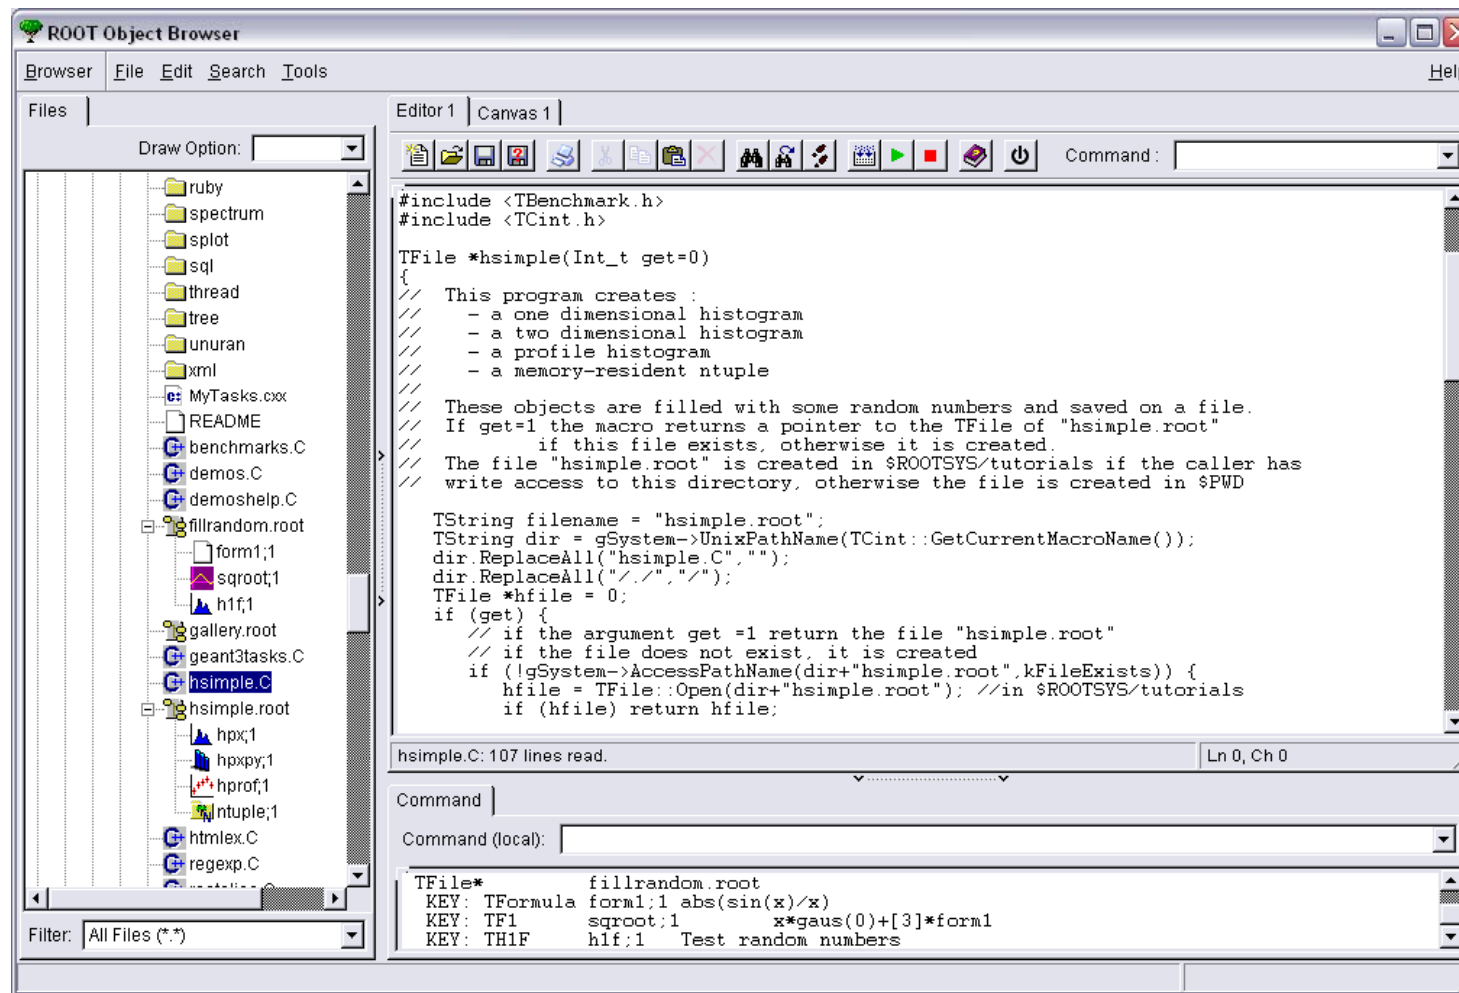 ROOT Object Browser
Browser File Edit Search Tools
Files
Draw Option:
ruby
spectrum
splot
sql
thread
tree
unuran
xml
MyTasks.cxx
README
benchmarks.C
demos.C
demoshelp.C
fillrandom.root
form1;1
sqroot;1
h1f;1
gallery.root
geant3tasks.C
hsimple.C
hsimple.root
hpx;1
hpxpy;1
hprof;1
ntuple;1
htmlex.C
regexp.C
Filter: All Files (*.*)
Editor 1 Canvas 1
Command :
#include <TBenchmark.h>
#include <TCint.h>
TFile *hsimple(Int_t get=0)
{
//  This program creates :
//    - a one dimensional histogram
//    - a two dimensional histogram
//    - a profile histogram
//    - a memory-resident ntuple
//
//  These objects are filled with some random numbers and saved on a file.
//  If get=1 the macro returns a pointer to the TFile of "hsimple.root"
//          if this file exists, otherwise it is created.
//  The file "hsimple.root" is created in $ROOTSYS/tutorials if the caller has
//  write access to this directory, otherwise the file is created in $PWD
TString filename = "hsimple.root";
TString dir = gSystem->UnixPathName(TCint::GetCurrentMacroName());
dir.ReplaceAll("hsimple.C","");
dir.ReplaceAll("/./","/");
TFile *hfile = 0;
if (get) {
// if the argument get =1 return the file "hsimple.root"
// if the file does not exist, it is created
if (!gSystem->AccessPathName(dir+"hsimple.root",kFileExists)) {
hfile = TFile::Open(dir+"hsimple.root"); //in $ROOTSYS/tutorials
if (hfile) return hfile;
hsimple.C: 107 lines read. Ln 0, Ch 0
Command
Command (local):
TFile* fillrandom.root
KEY: TFormula form1;1 abs(sin(x)/x)
KEY: TF1 sqroot;1 x*gaus(0)+[3]*form1
KEY: TH1F h1f;1 Test random numbers